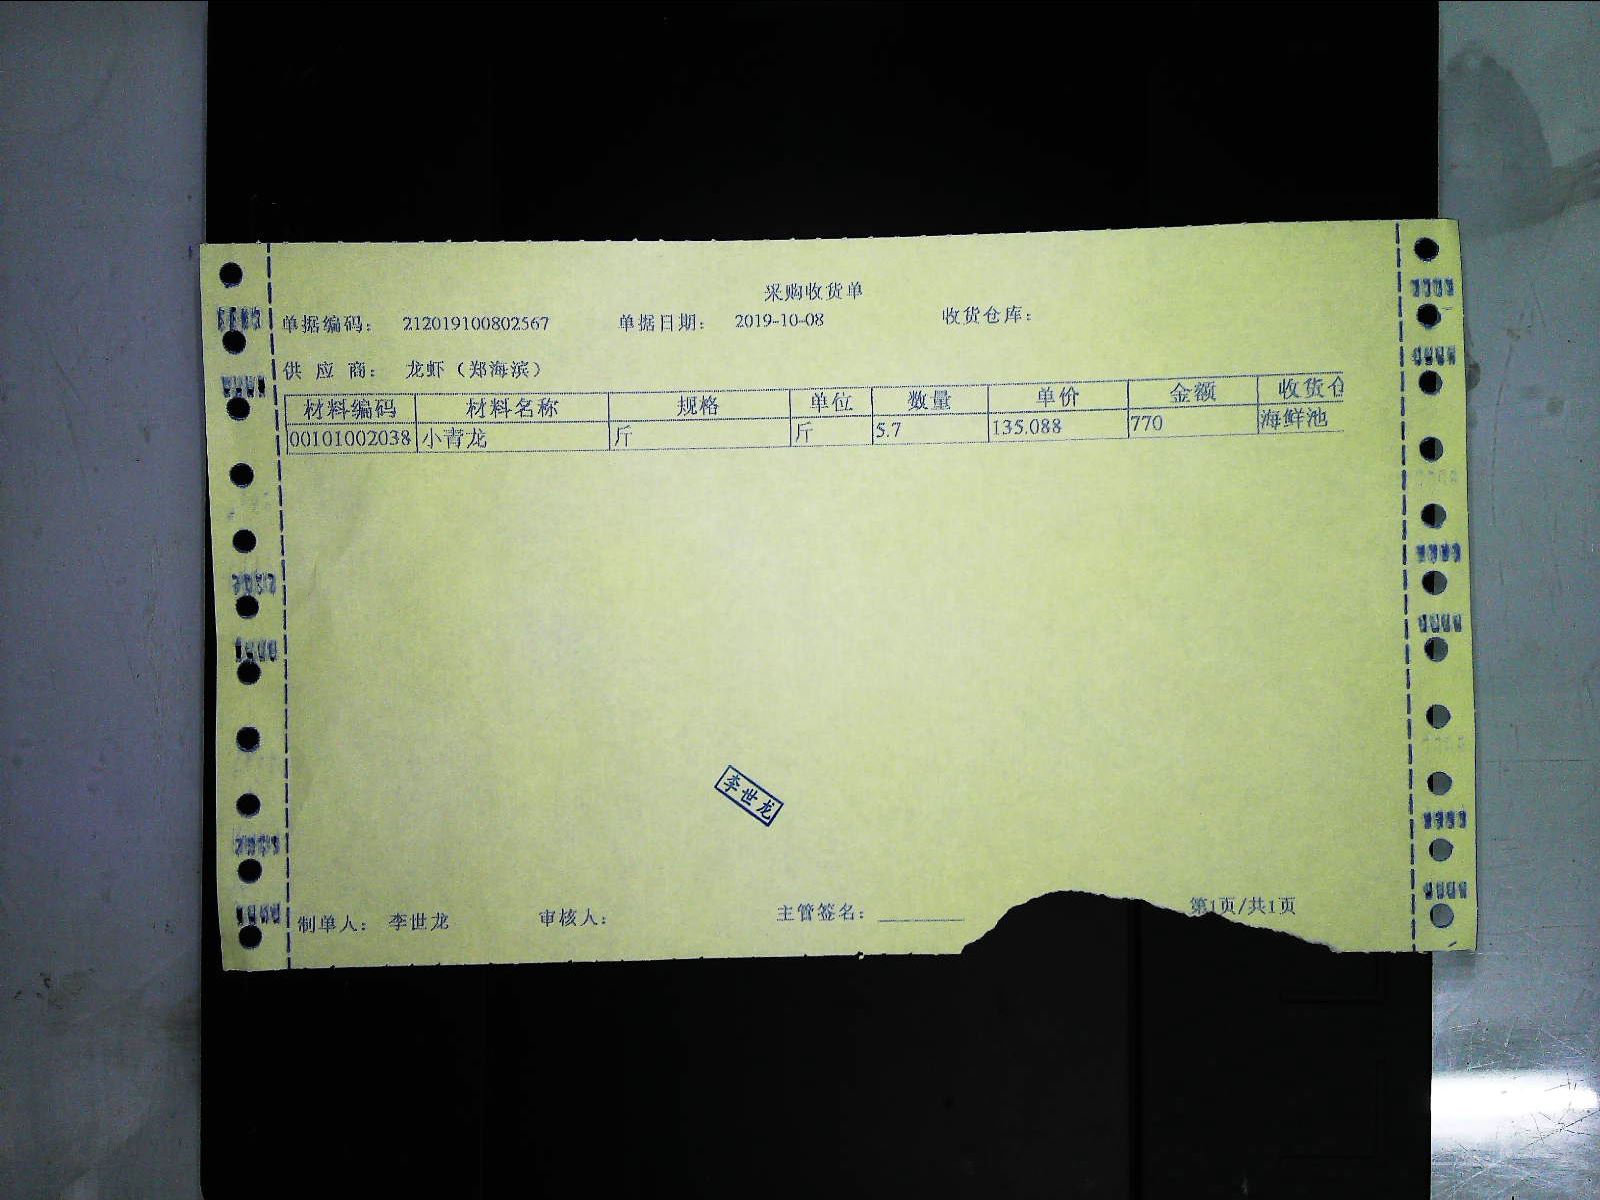 采购收货单
单据编码： 212019100802567 单据日期： 2019-10-08 收货仓库：
供 应 商： 龙虾（郑海滨）
材料编码 材料名称 规格 单位 数量 单价 金额 收货仓
00101002038 小青龙 斤 斤 5.7 135.088 770 海鲜池
李世龙
制单人： 李世龙 审核人： 主管签名：________ 第1页/共1页